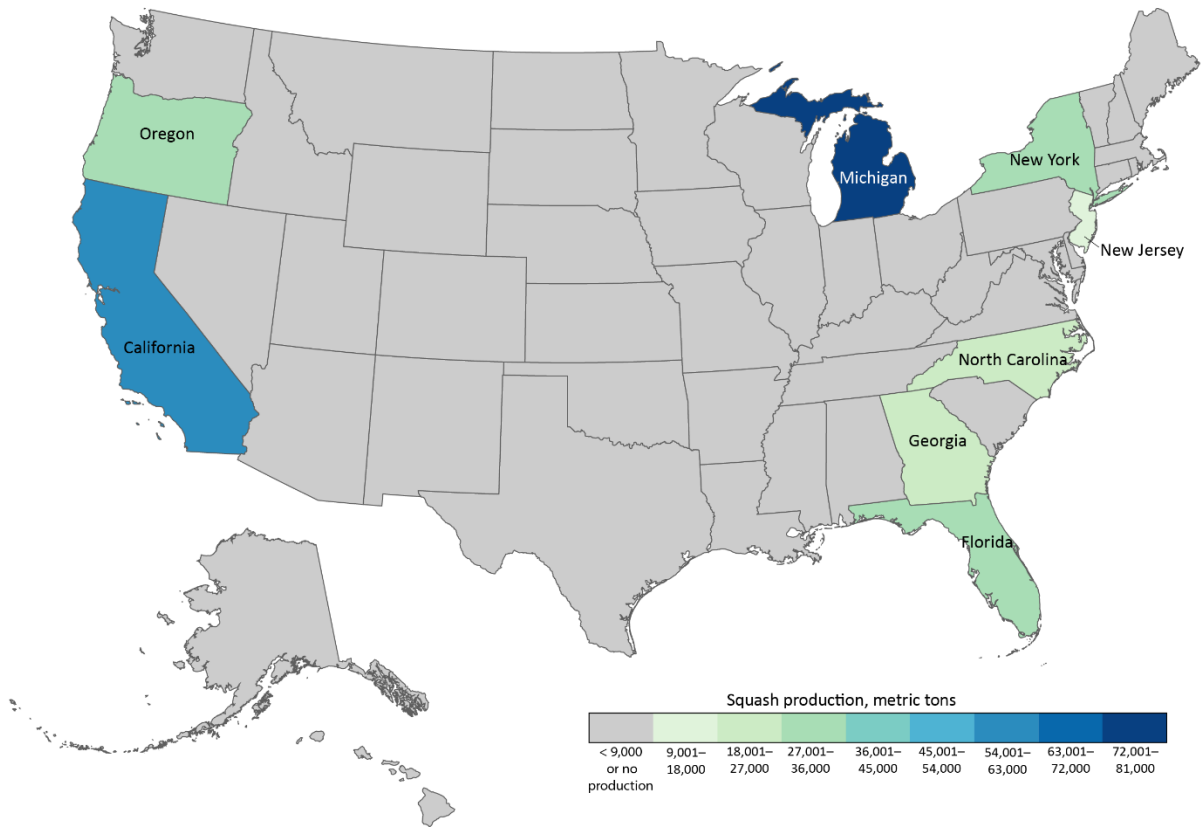 Oregon
New York
Michigan
New Jersey
California
North Carolina
Georgia
Florida
Squash production, metric tons
< 9,000
or no
production
9,001–
18,000
18,001–
27,000
27,001–
36,000
36,001–
45,000
45,001–
54,000
54,001–
63,000
63,001–
72,000
72,001–
81,000